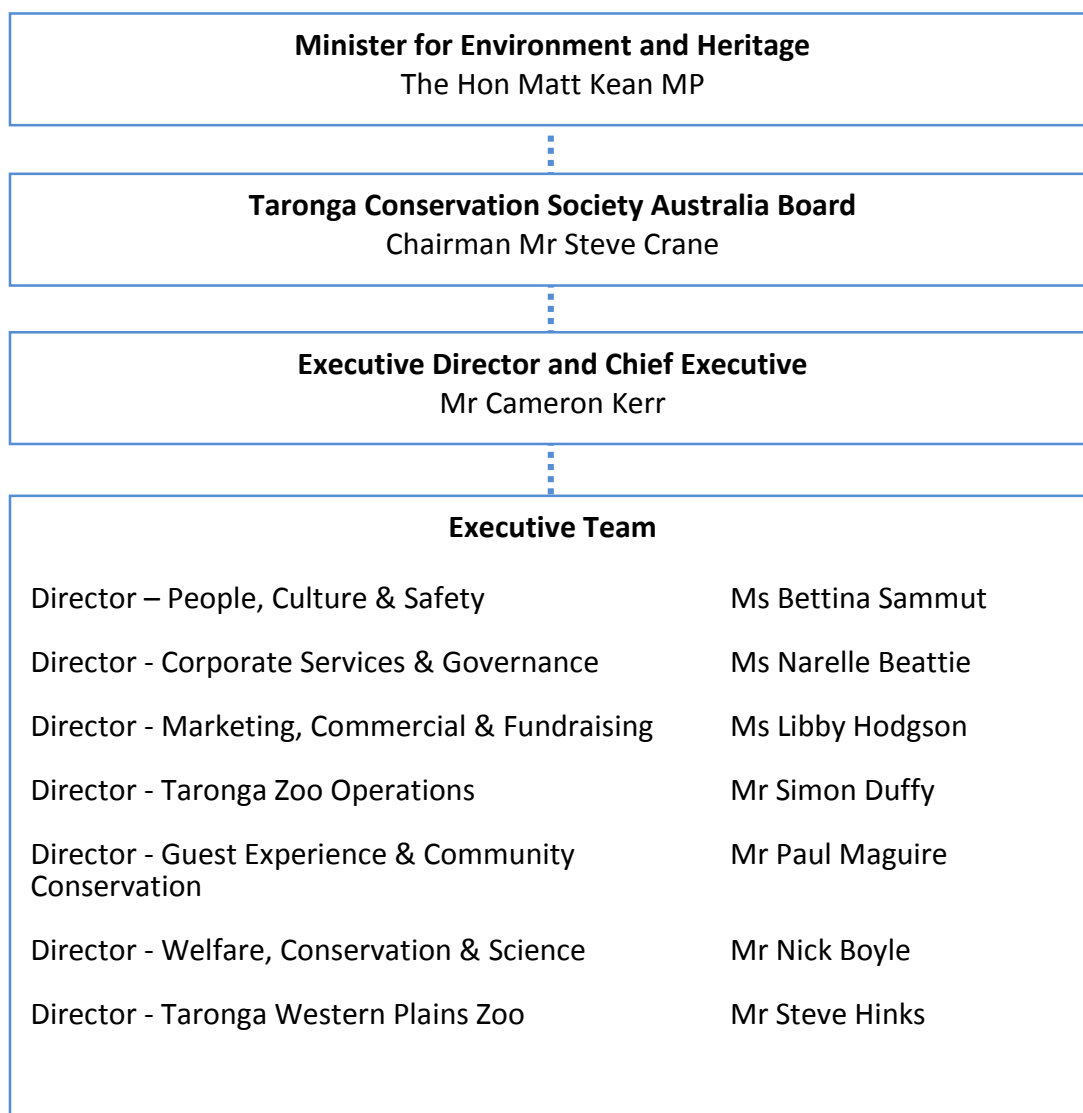 Minister for Environment and Heritage
The Hon Matt Kean MP
Taronga Conservation Society Australia Board
Chairman Mr Steve Crane
Executive Director and Chief Executive
Mr Cameron Kerr
Executive Team
Director – People, Culture & Safety Ms Bettina Sammut
Director - Corporate Services & Governance Ms Narelle Beattie
Director - Marketing, Commercial & Fundraising Ms Libby Hodgson
Director - Taronga Zoo Operations Mr Simon Duffy
Director - Guest Experience & Community Mr Paul Maguire
Conservation
Director - Welfare, Conservation & Science Mr Nick Boyle
Director - Taronga Western Plains Zoo Mr Steve Hinks